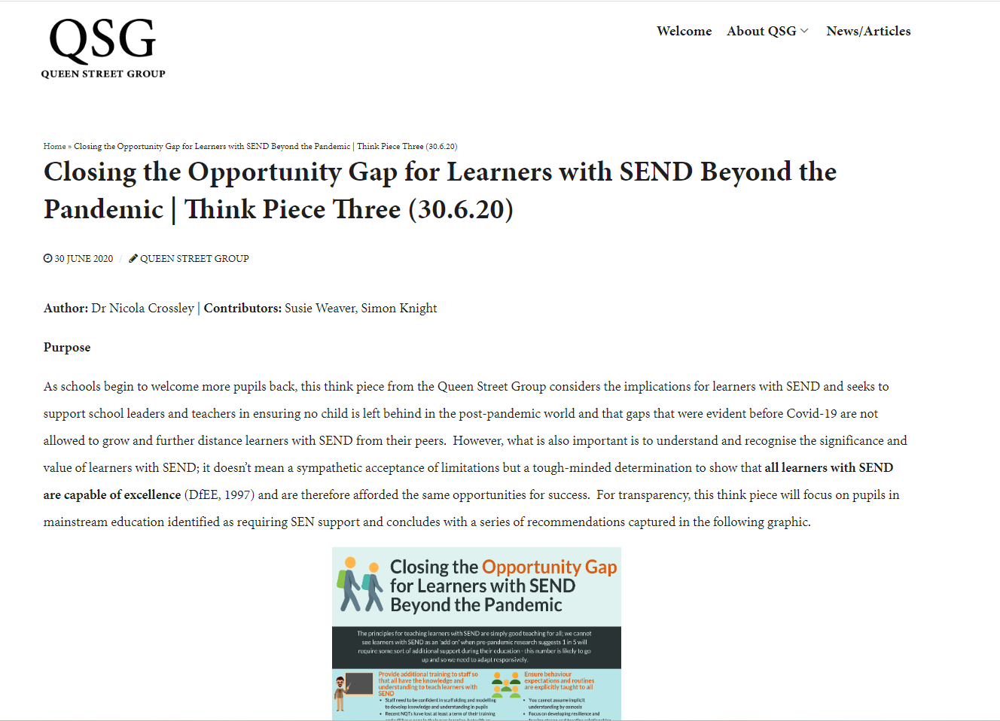 QSG
QUEEN STREET GROUP
Welcome
About QSG
News/Articles
Home » Closing the Opportunity Gap for Learners with SEND Beyond the Pandemic | Think Piece Three (30.6.20)
Closing the Opportunity Gap for Learners with SEND Beyond the
Pandemic | Think Piece Three (30.6.20)
30 JUNE 2020 / QUEEN STREET GROUP
Author: Dr Nicola Crossley | Contributors: Susie Weaver, Simon Knight
Purpose
As schools begin to welcome more pupils back, this think piece from the Queen Street Group considers the implications for learners with SEND and seeks to
support school leaders and teachers in ensuring no child is left behind in the post-pandemic world and that gaps that were evident before Covid-19 are not
allowed to grow and further distance learners with SEND from their peers. However, what is also important is to understand and recognise the significance and
value of learners with SEND; it doesn’t mean a sympathetic acceptance of limitations but a tough-minded determination to show that all learners with SEND
are capable of excellence (DfEE, 1997) and are therefore afforded the same opportunities for success. For transparency, this think piece will focus on pupils in
mainstream education identified as requiring SEN support and concludes with a series of recommendations captured in the following graphic.
Closing the Opportunity Gap
for Learners with SEND
Beyond the Pandemic
The principles for teaching learners with SEND are simply good teaching for all; we cannot
see learners with SEND as an 'add on' when pre-pandemic research suggests 1 in 5 will
require some sort of additional support during their education - this number is likely to go
up and so we need to adapt responsively.
Provide additional training to staff so
that all have the knowledge and
understanding to teach learners with
SEND
• Staff need to be confident in scaffolding and modelling
to develop knowledge and understanding in pupils
• Recent NQTs have lost at least a term of their training
Ensure behaviour
expectations and routines
are explicitly taught to all
• You cannot assume implicit
understanding by osmosis
• Focus on developing resilience and